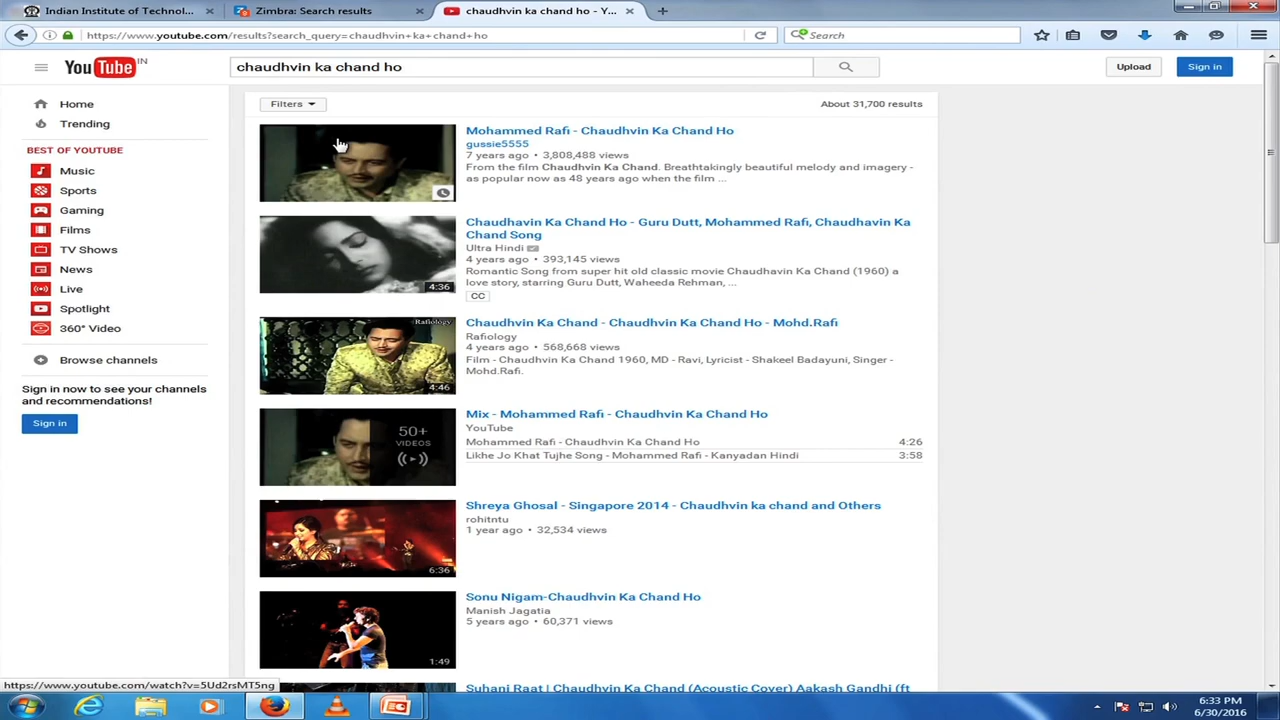 Indian Institute of Technol...
Zimbra: Search results
chaudhvin ka chand ho - Y...
https://www.youtube.com/results?search_query=chaudhvin+ka+chand+ho
Search
YouTube IN
chaudhvin ka chand ho
Upload
Sign in
Home
Trending
BEST OF YOUTUBE
Music
Sports
Gaming
Films
TV Shows
News
Live
Spotlight
360° Video
Browse channels
Sign in now to see your channels
and recommendations!
Sign in
Filters
About 31,700 results
Mohammed Rafi - Chaudhvin Ka Chand Ho
gussie5555
7 years ago • 3,808,488 views
From the film Chaudhvin Ka Chand. Breathtakingly beautiful melody and imagery -
as popular now as 48 years ago when the film ...
4:36
Chaudhavin Ka Chand Ho - Guru Dutt, Mohammed Rafi, Chaudhavin Ka
Chand Song
Ultra Hindi
4 years ago • 393,145 views
Romantic Song from super hit old classic movie Chaudhavin Ka Chand (1960) a
love story, starring Guru Dutt, Waheeda Rehman, ...
CC
Rafiology
4:46
Chaudhvin Ka Chand - Chaudhvin Ka Chand Ho - Mohd.Rafi
Rafiology
4 years ago • 568,668 views
Film - Chaudhvin Ka Chand 1960, MD - Ravi, Lyricist - Shakeel Badayuni, Singer -
Mohd.Rafi.
50+
VIDEOS
Mix - Mohammed Rafi - Chaudhvin Ka Chand Ho
YouTube
Mohammed Rafi - Chaudhvin Ka Chand Ho 4:26
Likhe Jo Khat Tujhe Song - Mohammed Rafi - Kanyadan Hindi 3:58
6:36
Shreya Ghosal - Singapore 2014 - Chaudhvin ka chand and Others
rohitntu
1 year ago • 32,534 views
1:49
Sonu Nigam-Chaudhvin Ka Chand Ho
Manish Jagatia
5 years ago • 60,371 views
Suhani Raat | Chaudhvin Ka Chand (Acoustic Cover) Aakash Gandhi (ft
https://www.youtube.com/watch?v=5Ud2rsMT5ng
6:33 PM
6/30/2016